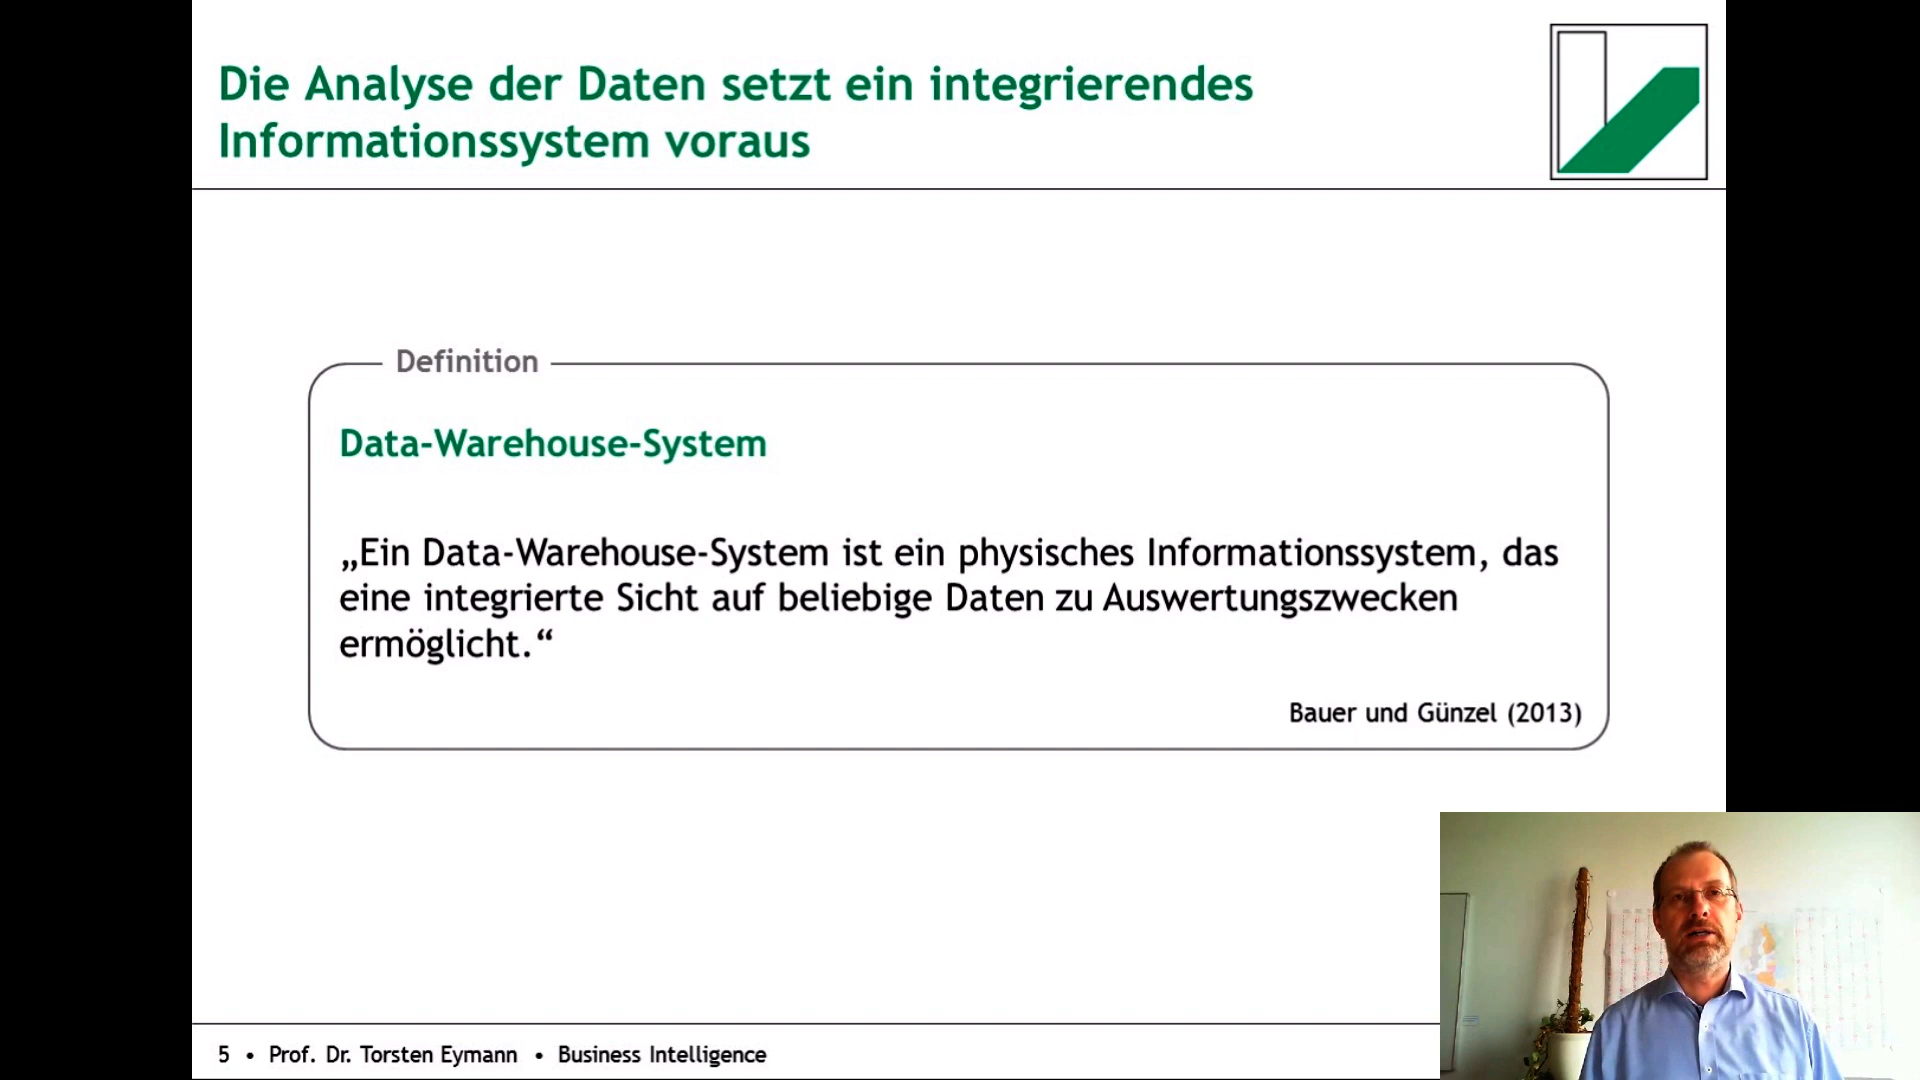 Die Analyse der Daten setzt ein integrierendes
Informationssystem voraus
Definition
Data-Warehouse-System
„Ein Data-Warehouse-System ist ein physisches Informationssystem, das
eine integrierte Sicht auf beliebige Daten zu Auswertungszwecken
ermöglicht.“
Bauer und Günzel (2013)
5 • Prof. Dr. Torsten Eymann • Business Intelligence